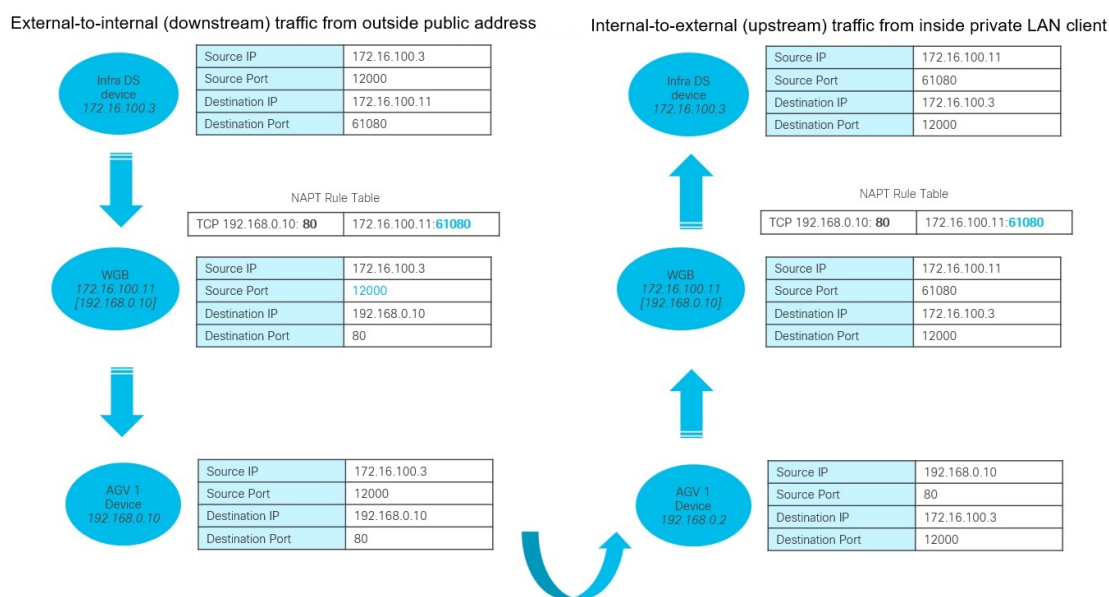 External-to-internal (downstream) traffic from outside public address
Infra DS
device
172.16.100.3
Source IP 172.16.100.3
Source Port 12000
Destination IP 172.16.100.11
Destination Port 61080
NAPT Rule Table
TCP 192.168.0.10: 80 172.16.100.11:61080
WGB
172.16.100.11
[192.168.0.10]
Source IP 172.16.100.3
Source Port 12000
Destination IP 192.168.0.10
Destination Port 80
AGV 1
Device
192.168.0.10
Source IP 172.16.100.3
Source Port 12000
Destination IP 192.168.0.10
Destination Port 80
Internal-to-external (upstream) traffic from inside private LAN client
Infra DS
device
172.16.100.3
Source IP 172.16.100.11
Source Port 61080
Destination IP 172.16.100.3
Destination Port 12000
NAPT Rule Table
TCP 192.168.0.10: 80 172.16.100.11:61080
WGB
172.16.100.11
[192.168.0.10]
Source IP 172.16.100.11
Source Port 61080
Destination IP 172.16.100.3
Destination Port 12000
AGV 1
Device
192.168.0.2
Source IP 192.168.0.10
Source Port 80
Destination IP 172.16.100.3
Destination Port 12000